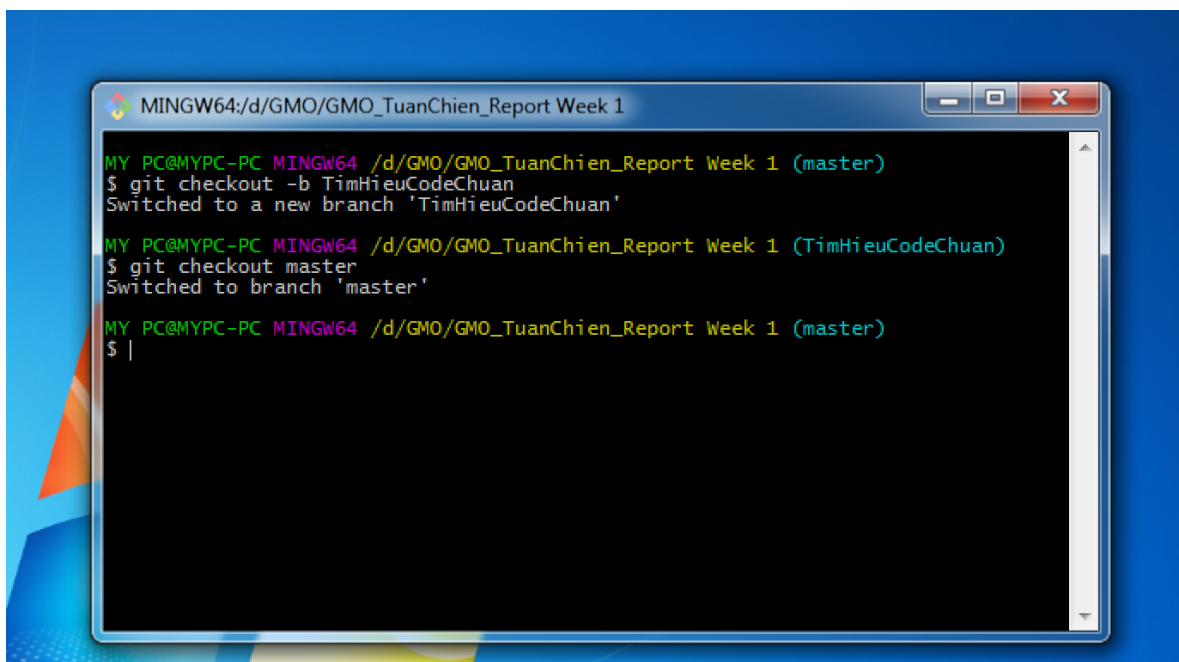 MINGW64:/d/GMO/GMO_TuanChien_Report Week 1
MY PC@MYPC-PC MINGW64 /d/GMO/GMO_TuanChien_Report Week 1 (master)
$ git checkout -b TimHieuCodeChuan
Switched to a new branch 'TimHieuCodeChuan'
MY PC@MYPC-PC MINGW64 /d/GMO/GMO_TuanChien_Report Week 1 (TimHieuCodeChuan)
$ git checkout master
Switched to branch 'master'
MY PC@MYPC-PC MINGW64 /d/GMO/GMO_TuanChien_Report Week 1 (master)
$